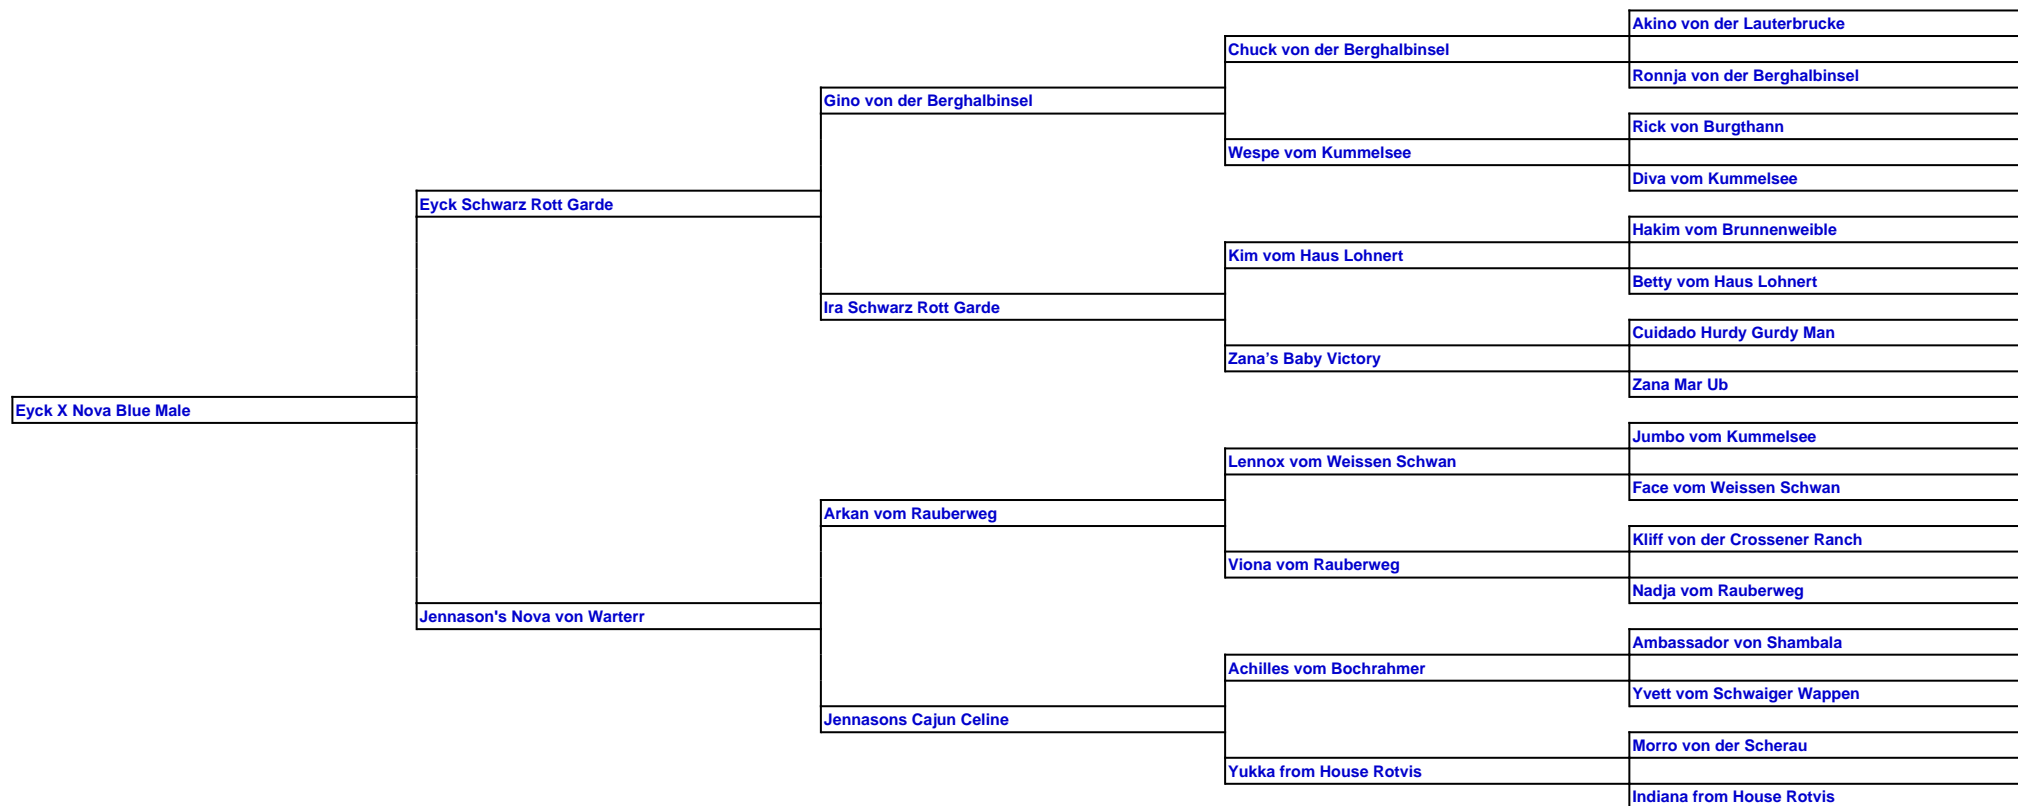 Akino von der Lauterbrucke
Chuck von der Berghalbinsel
Ronnja von der Berghalbinsel
Gino von der Berghalbinsel
Rick von Burgthann
Wespe vom Kummelsee
Diva vom Kummelsee
Eyck Schwarz Rott Garde
Hakim vom Brunnenweible
Kim vom Haus Lohnert
Betty vom Haus Lohnert
Ira Schwarz Rott Garde
Cuidado Hurdy Gurdy Man
Zana’s Baby Victory
Zana Mar Ub
Eyck X Nova Blue Male
Jumbo vom Kummelsee
Lennox vom Weissen Schwan
Face vom Weissen Schwan
Arkan vom Rauberweg
Kliff von der Crossener Ranch
Viona vom Rauberweg
Nadja vom Rauberweg
Jennason's Nova von Warterr
Ambassador von Shambala
Achilles vom Bochrahmer
Yvett vom Schwaiger Wappen
Jennasons Cajun Celine
Morro von der Scherau
Yukka from House Rotvis
Indiana from House Rotvis